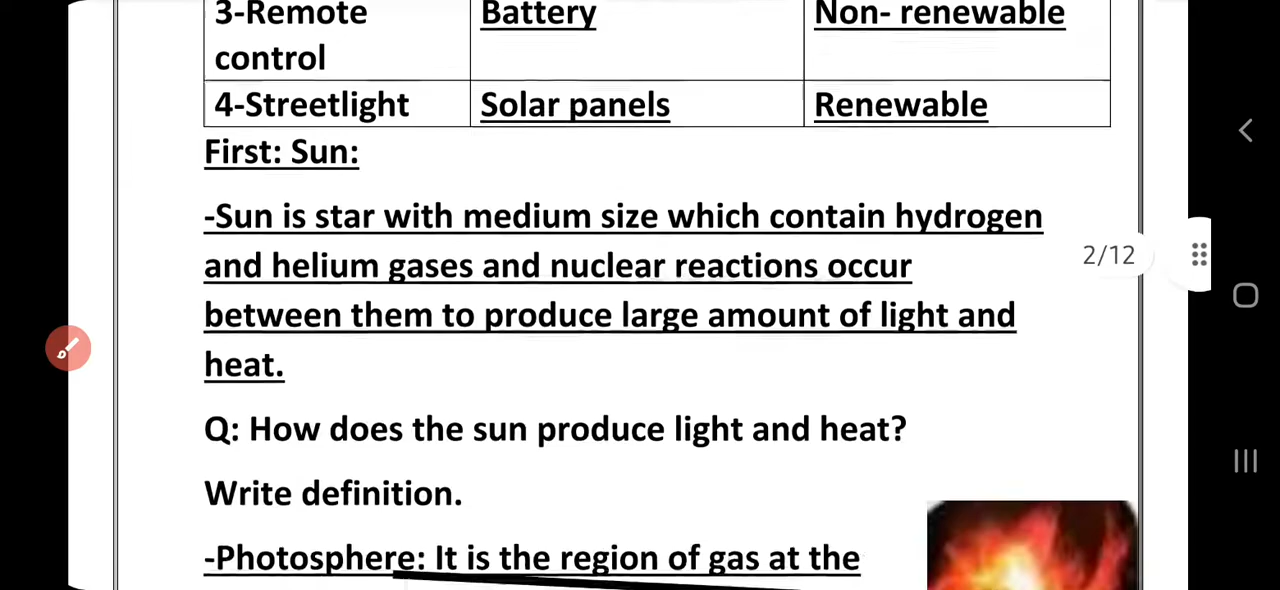 3-Remote control
Battery
Non- renewable
4-Streetlight
Solar panels
Renewable
First: Sun:
-Sun is star with medium size which contain hydrogen
and helium gases and nuclear reactions occur
between them to produce large amount of light and
heat.
2/12
Q: How does the sun produce light and heat?
Write definition.
-Photosphere: It is the region of gas at the